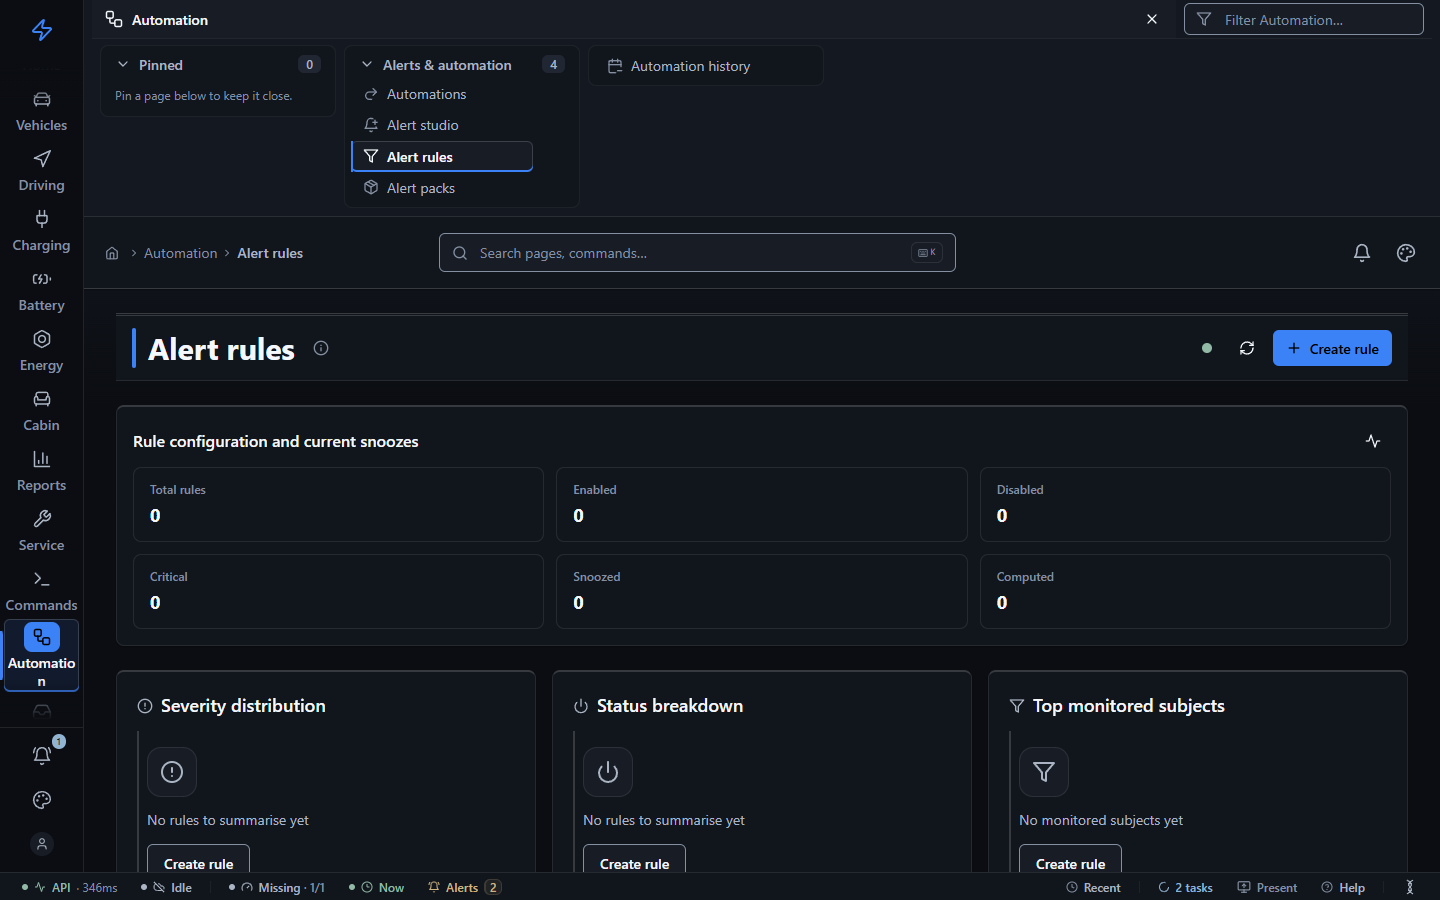 Automation
Filter Automation...
Pinned
0
Pin a page below to keep it close.
Alerts & automation
4
Automations
Alert studio
Alert rules
Alert packs
Automation history
Vehicles
Driving
Charging
Battery
Energy
Cabin
Reports
Service
Commands
Automatio
n
1
Automation
Alert rules
Search pages, commands...
K
Alert rules
Create rule
Rule configuration and current snoozes
Total rules
0
Enabled
0
Disabled
0
Critical
0
Snoozed
0
Computed
0
Severity distribution
No rules to summarise yet
Create rule
Status breakdown
No rules to summarise yet
Create rule
Top monitored subjects
No monitored subjects yet
Create rule
API · 346ms
Idle
Missing · 1/1
Now
Alerts 2
Recent
2 tasks
Present
Help